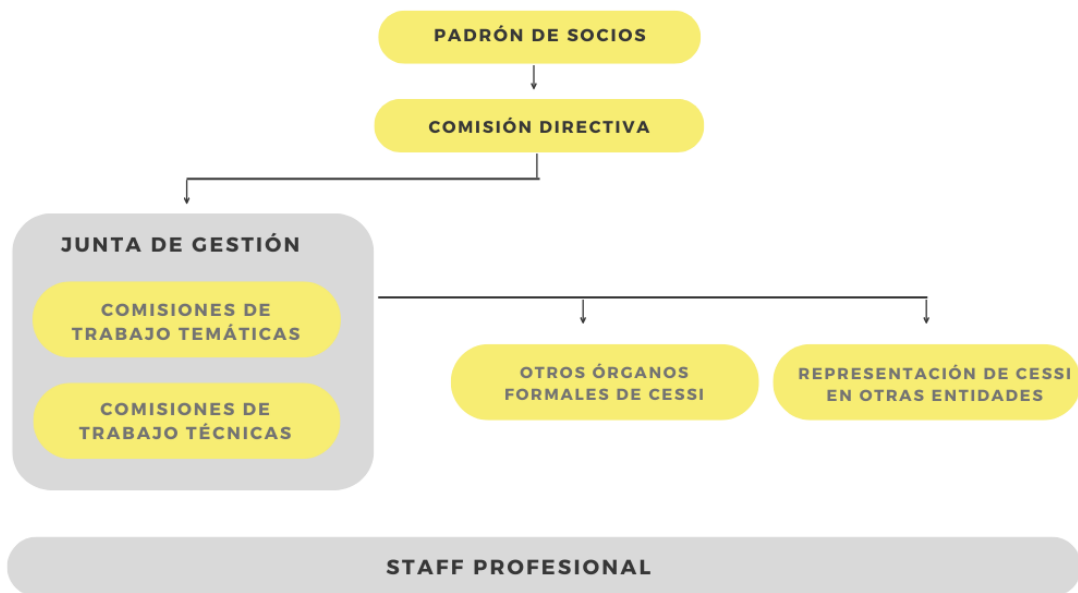 PADRÓN DE SOCIOS
COMISIÓN DIRECTIVA
JUNTA DE GESTIÓN
COMISIONES DE
TRABAJO TEMÁTICAS
COMISIONES DE
TRABAJO TÉCNICAS
OTROS ÓRGANOS
FORMALES DE CESSI
REPRESENTACIÓN DE CESSI
EN OTRAS ENTIDADES
STAFF PROFESIONAL